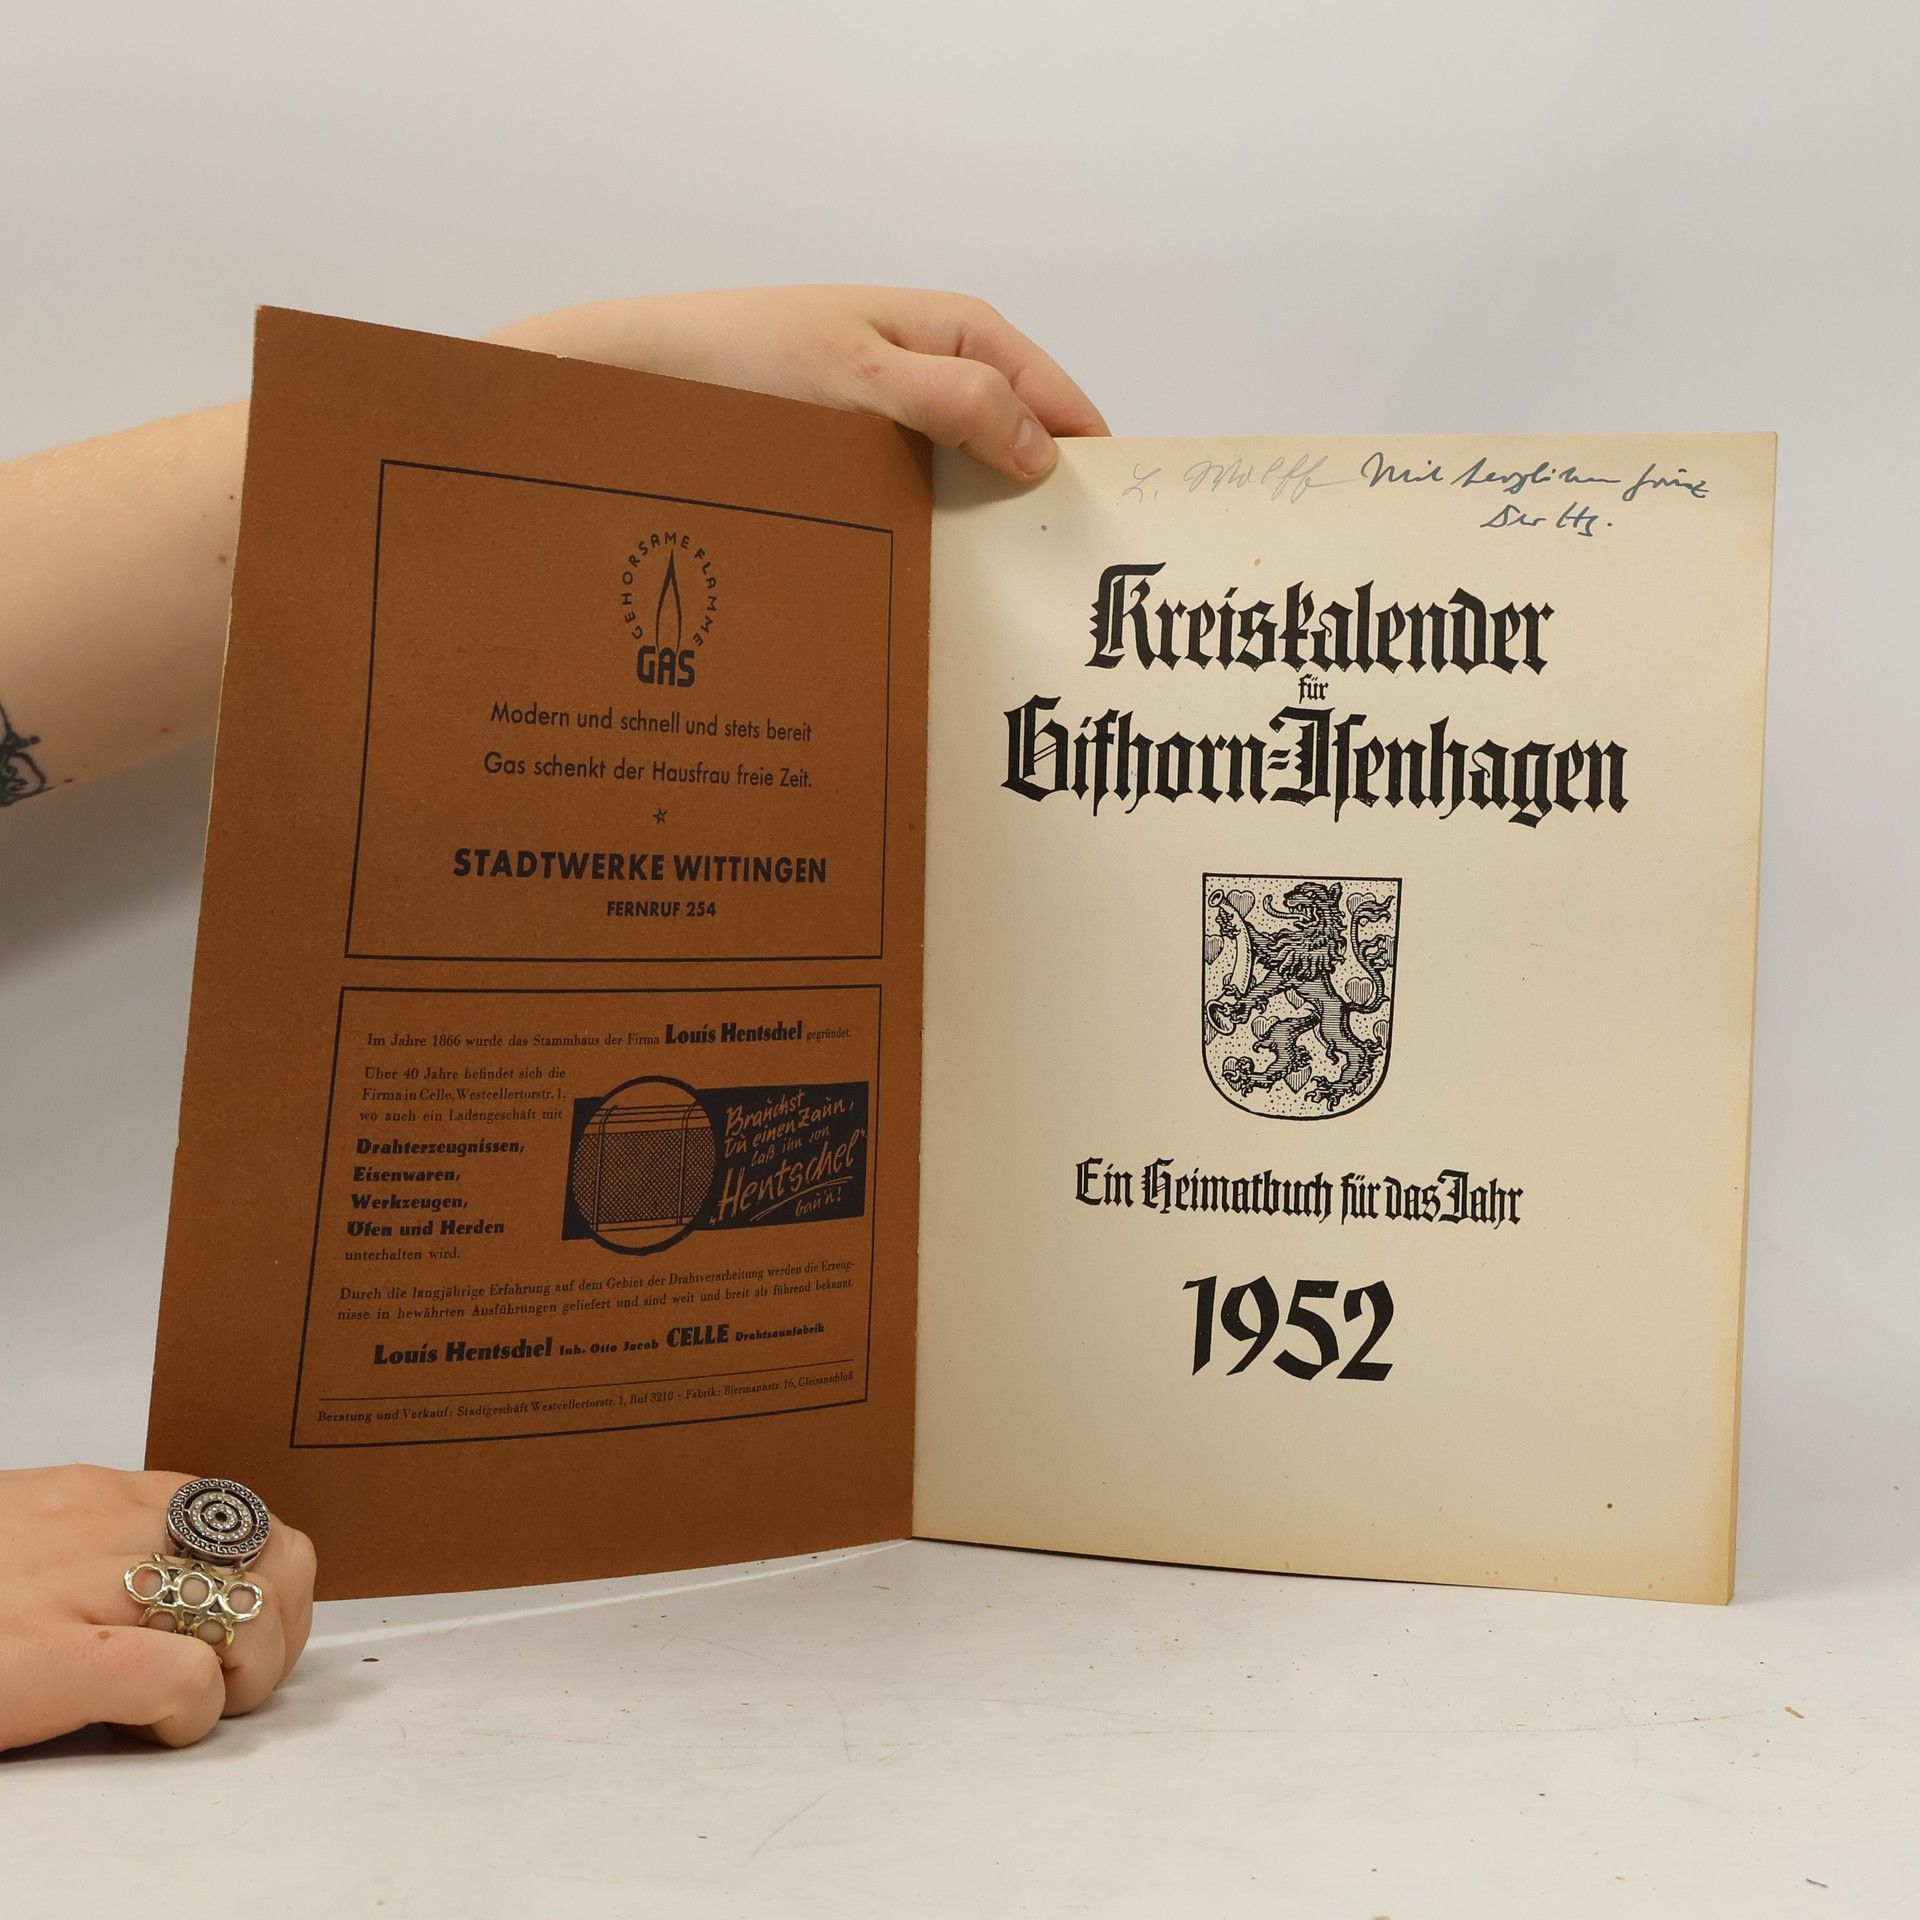 GEHORSAME FLAMME
GAS
Modern und schnell und stets bereit
Gas schenkt der Hausfrau freie Zeit.
STADTWERKE WITTINGEN
FERNRUF 254
Im Jahre 1866 wurde das Stammhaus der Firma Louis Hentschel gegründet.
Über 40 Jahre befindet sich die
Firma in Celle, Westcellertorstr. 1,
wo auch ein Ladengeschäft mit
Drahterzeugnissen,
Eisenwaren,
Werkzeugen,
Öfen und Herden
unterhalten wird.
Brauchst
Du einen Zaun,
laß ihn von
„Hentschel“
bau'n!
Durch die langjährige Erfahrung auf dem Gebiet der Drahtverarbeitung werden die Erzeug-
nisse in bewährten Ausführungen geliefert und sind weit und breit als führend bekannt.
Louis Hentschel Inh. Otto Jacob CELLE Drahtzaunfabrik
Beratung und Verkauf: Stadtgeschäft Westcellertorstr. 1, Ruf 3210 · Fabrik: Biermannstr. 16, Gleisanschluß
L. Wolff Mit herzlichem
Der
Kreiskalender
für
Gifhorn=Isenhagen
Ein Heimatbuch für das Jahr
1952